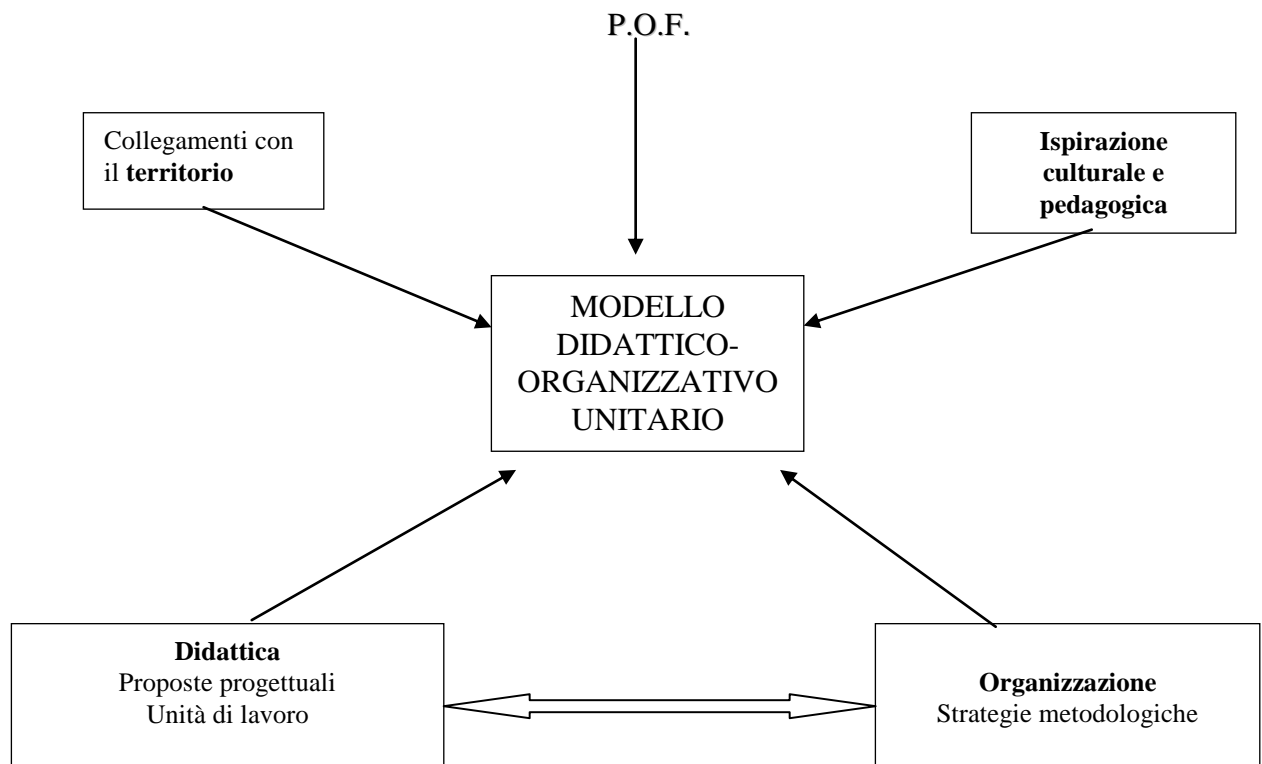 P.O.F.
Collegamenti con
il territorio
Ispirazione
culturale e
pedagogica
MODELLO
DIDATTICO-
ORGANIZZATIVO
UNITARIO
Didattica
Proposte progettuali
Unità di lavoro
Organizzazione
Strategie metodologiche